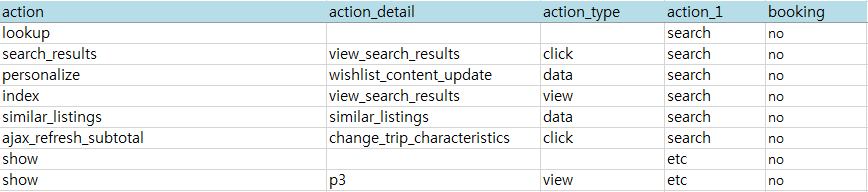 action action_detail action_type action_1 booking
lookup search no
search_results view_search_results click search no
personalize wishlist_content_update data search no
index view_search_results view search no
similar_listings similar_listings data search no
ajax_refresh_subtotal change_trip_characteristics click search no
show etc no
show p3 view etc no